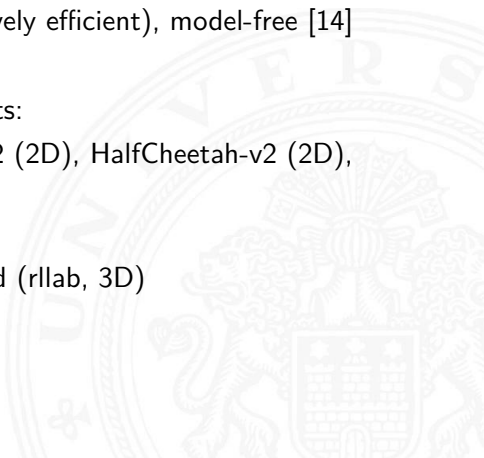 vely efficient), model-free [14]
ts:
2 (2D), HalfCheetah-v2 (2D),
d (rllab, 3D)
U N I V E R S